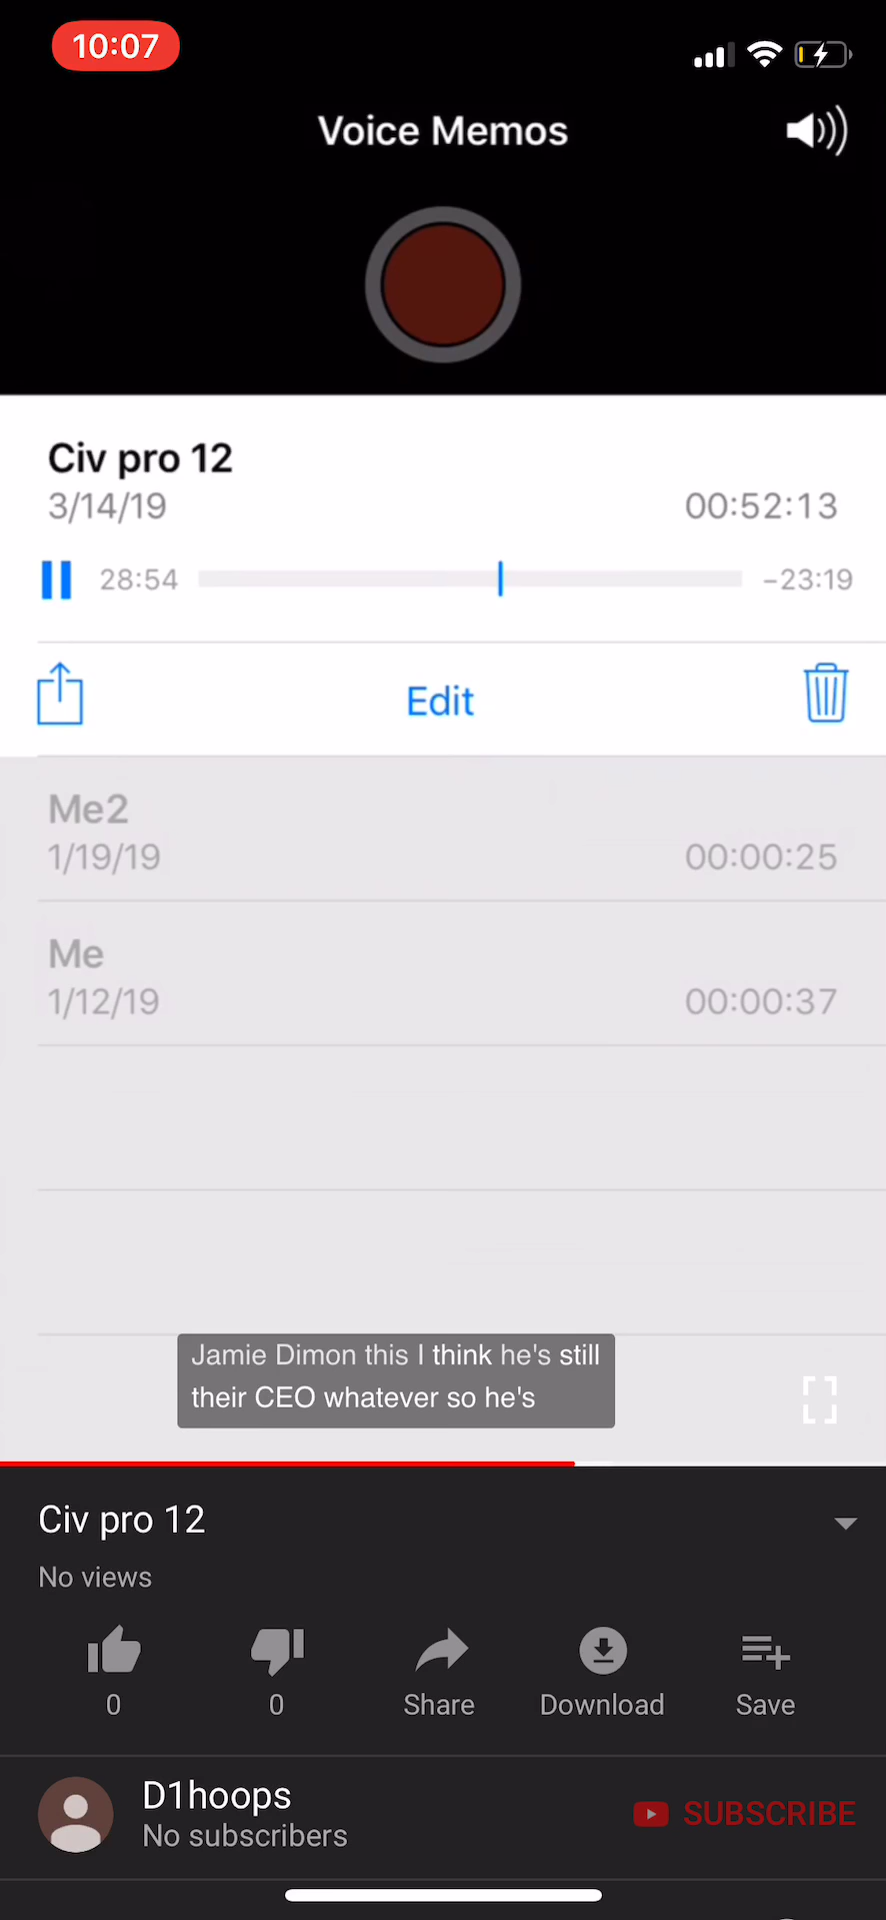 10:07
Voice Memos
Civ pro 12
3/14/19 00:52:13
28:54 -23:19
Edit
Me2
1/19/19 00:00:25
Me
1/12/19 00:00:37
Jamie Dimon this I think he's still
their CEO whatever so he's
Civ pro 12
No views
0 0 Share Download Save
D1hoops
No subscribers
SUBSCRIBE